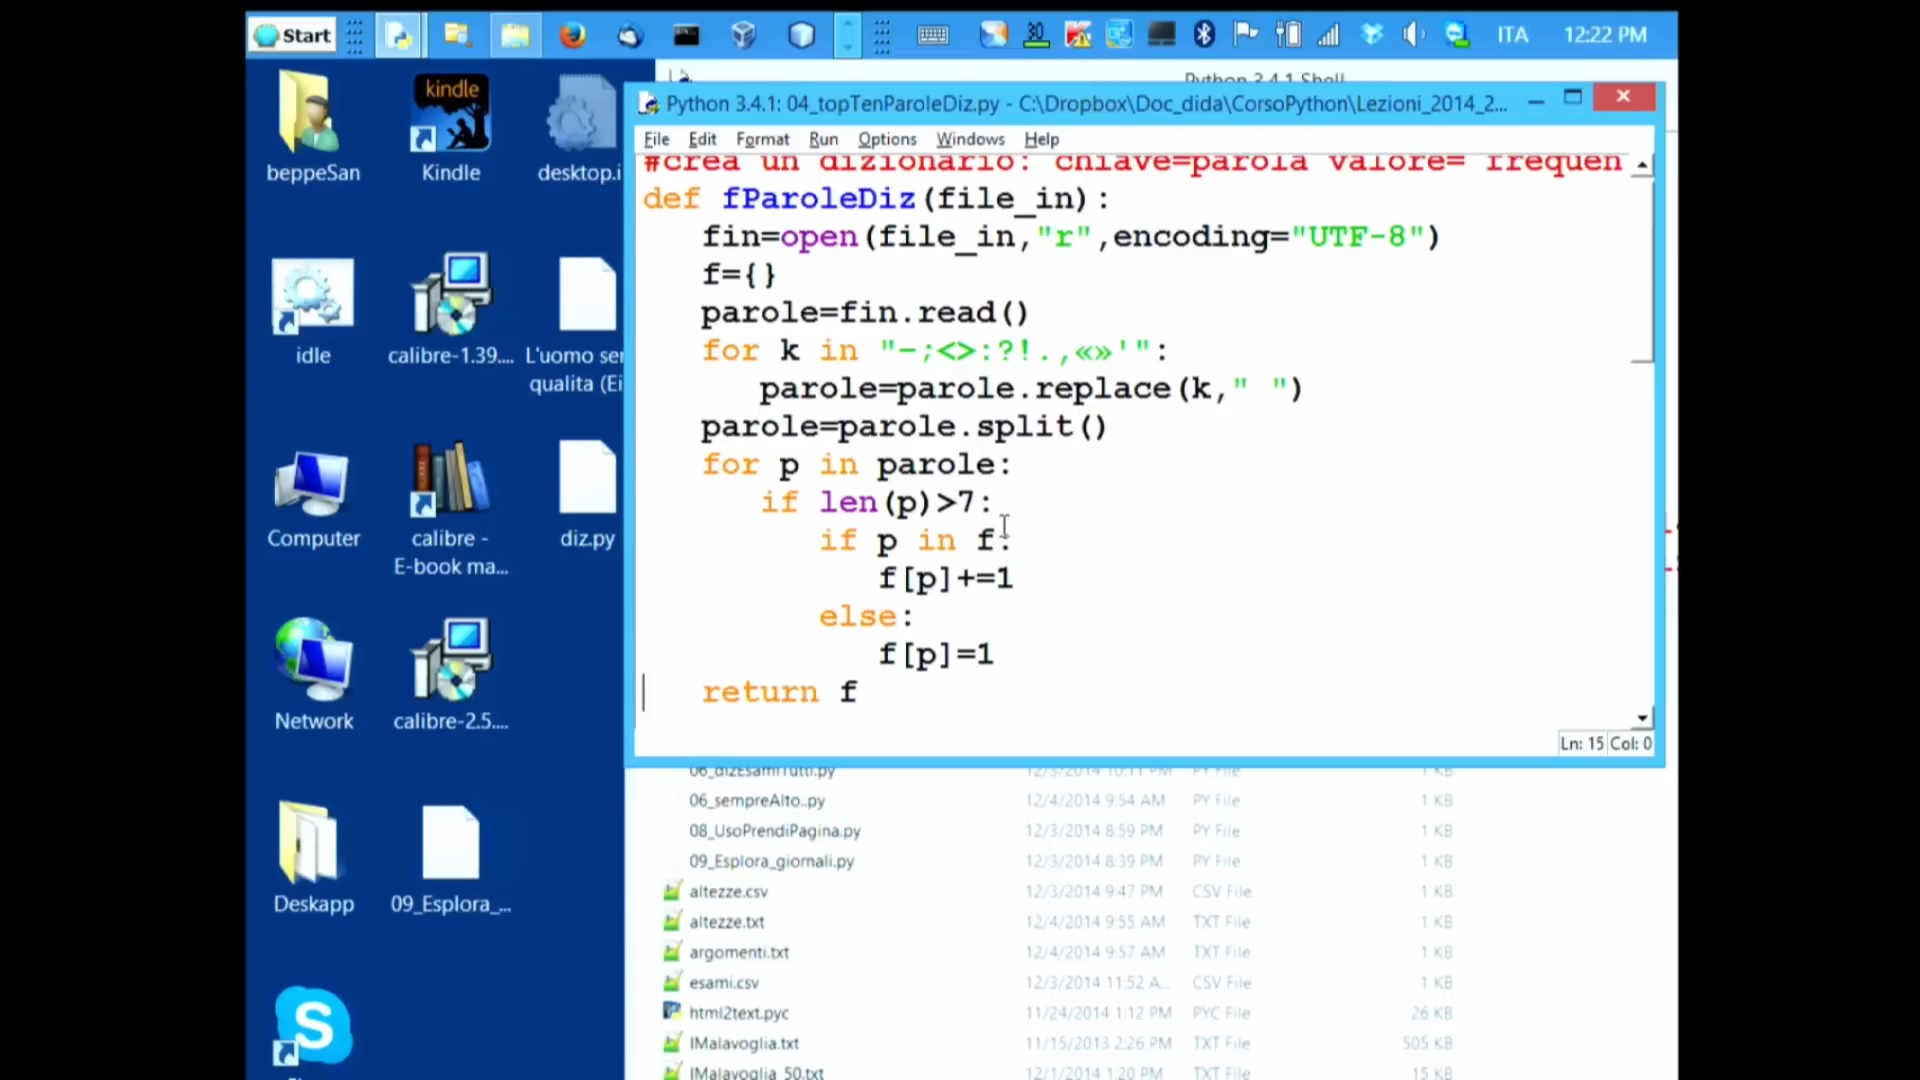 Start
30
ITA
12:22 PM
Python 3.4.1 Shell
beppeSan
kindle
Kindle
desktop.i
idle
calibre-1.39....
L'uomo se
qualita (Ei
Computer
calibre -
E-book ma...
diz.py
Network
calibre-2.5....
Deskapp
09_Esplora_...
S
Python 3.4.1: 04_topTenParoleDiz.py - C:\Dropbox\Doc_dida\CorsoPython\Lezioni_2014_2...
File Edit Format Run Options Windows Help
#crea un dizionario: chiave=parola valore= frequen
def fParoleDiz(file_in):
fin=open(file_in,"r",encoding="UTF-8")
f={}
parole=fin.read()
for k in "-;<>:?!.,«»'":
parole=parole.replace(k," ")
parole=parole.split()
for p in parole:
if len(p)>7:
if p in f:
f[p]+=1
else:
f[p]=1
return f
Ln: 15 Col: 0
06_dizEsamiTutti.py 12/3/2014 10:11 PM PY File 1 KB
06_sempreAlto..py 12/4/2014 9:54 AM PY File 1 KB
08_UsoPrendiPagina.py 12/3/2014 8:59 PM PY File 1 KB
09_Esplora_giornali.py 12/3/2014 8:39 PM PY File 1 KB
altezze.csv 12/3/2014 9:47 PM CSV File 1 KB
altezze.txt 12/4/2014 9:55 AM TXT File 1 KB
argomenti.txt 12/4/2014 9:57 AM TXT File 1 KB
esami.csv 12/3/2014 11:52 A... CSV File 1 KB
html2text.pyc 11/24/2014 1:12 PM PYC File 26 KB
IMalavoglia.txt 11/15/2013 2:26 PM TXT File 505 KB
IMalavoglia_50.txt 12/1/2014 1:20 PM TXT File 15 KB